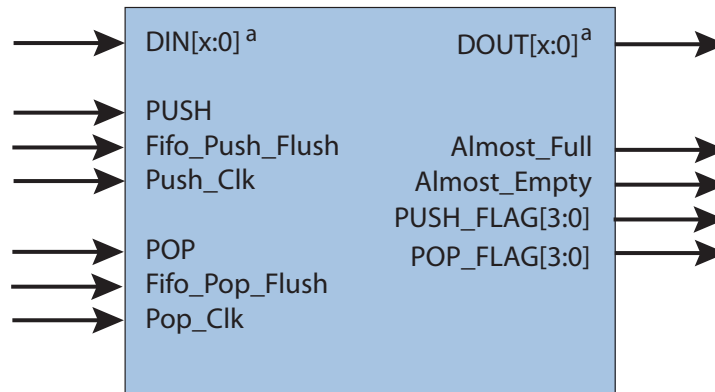 DIN[x:0] a
DOUT[x:0] a
PUSH
Fifo_Push_Flush
Almost_Full
Push_Clk
Almost_Empty
PUSH_FLAG[3:0]
POP
POP_FLAG[3:0]
Fifo_Pop_Flush
Pop_Clk